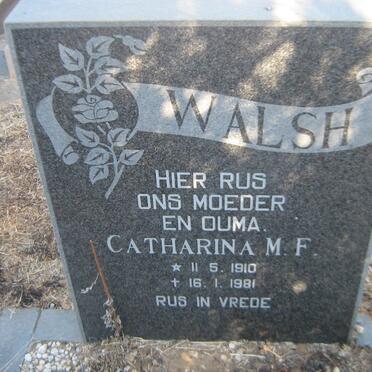 WALSH
HIER RUS
ONS MOEDER
EN OUMA.
CATHARINA M. F.
* 11. 5. 1910
+ 16. 1. 1981
RUS IN VREDE